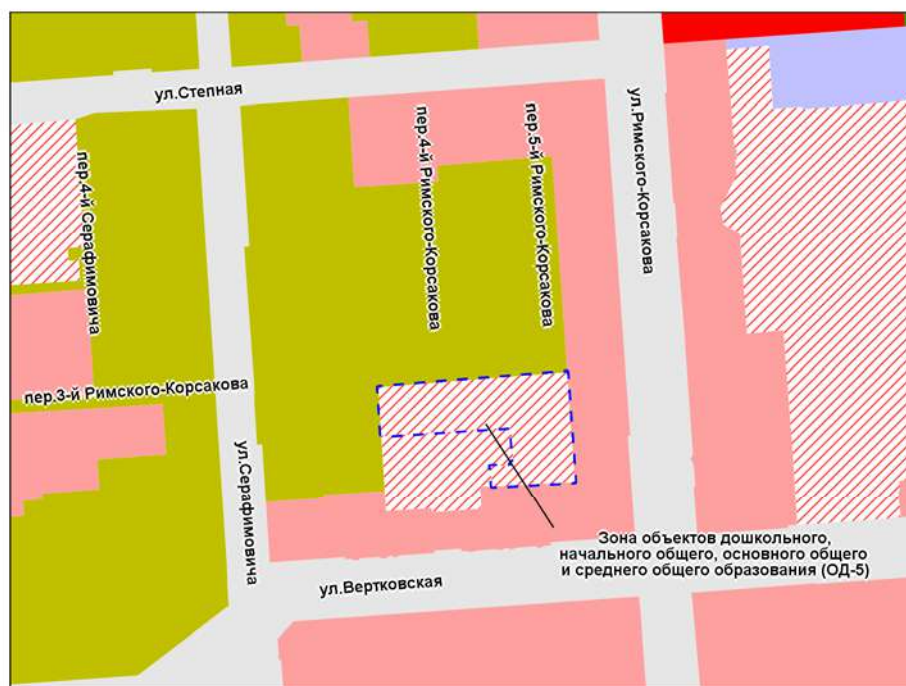 ул.Степная
пер.4-й Серафимовича
пер.4-й Римского-Корсакова
пер.5-й Римского-Корсакова
ул.Римского-Корсакова
пер.3-й Римского-Корсакова
ул.Серафимовича
Зона объектов дошкольного,
начального общего, основного общего
и среднего общего образования (ОД-5)
ул.Вертковская